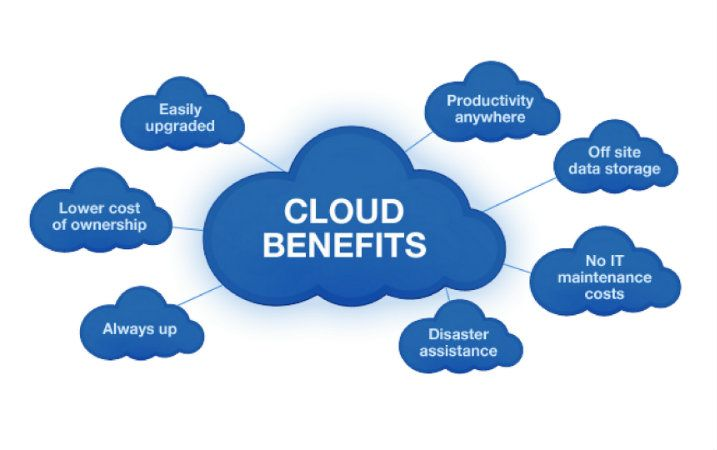 CLOUD
BENEFITS
Easily
upgraded
Productivity
anywhere
Off site
data storage
Lower cost
of ownership
No IT
maintenance
costs
Always up
Disaster
assistance